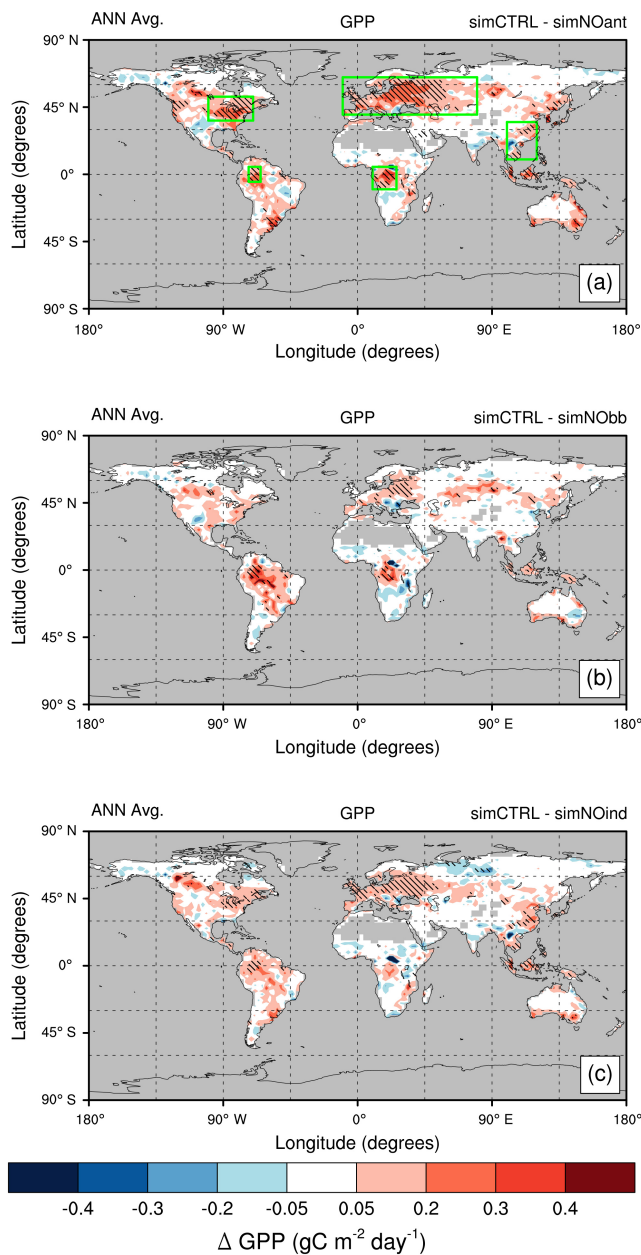 ANN Avg. GPP simCTRL - simNOant
90° N
45° N
0°
45° S
90° S
Latitude (degrees)
(a)
180° 90° W 0° 90° E 180°
Longitude (degrees)
ANN Avg. GPP simCTRL - simNObb
90° N
45° N
0°
45° S
90° S
Latitude (degrees)
(b)
180° 90° W 0° 90° E 180°
Longitude (degrees)
ANN Avg. GPP simCTRL - simNOind
90° N
45° N
0°
45° S
90° S
Latitude (degrees)
(c)
180° 90° W 0° 90° E 180°
Longitude (degrees)
-0.4 -0.3 -0.2 -0.05 0.05 0.2 0.3 0.4
Δ GPP (gC m⁻² day⁻¹)